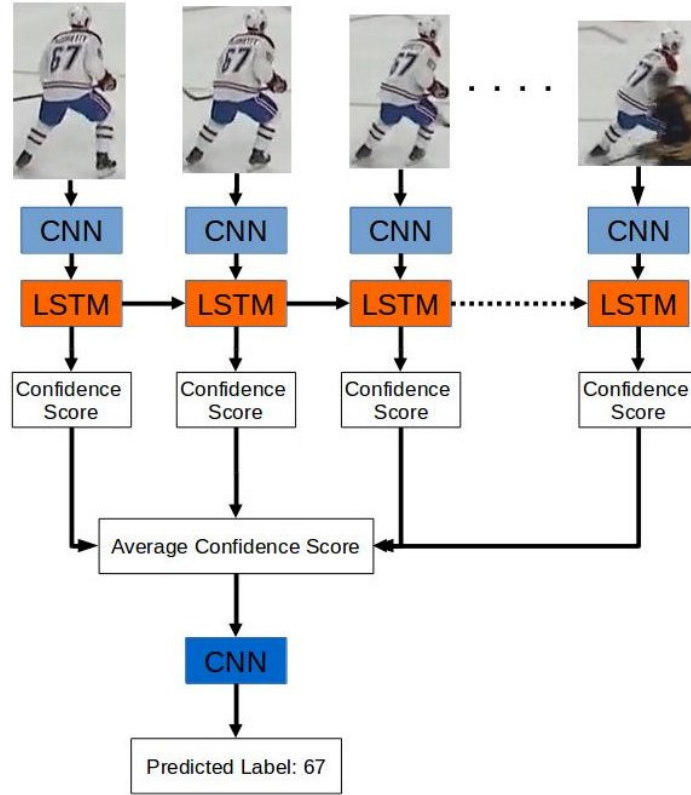 67
67
67
. . . .
CNN
CNN
CNN
CNN
LSTM
LSTM
LSTM
LSTM
Confidence
Score
Confidence
Score
Confidence
Score
Confidence
Score
Average Confidence Score
CNN
Predicted Label: 67